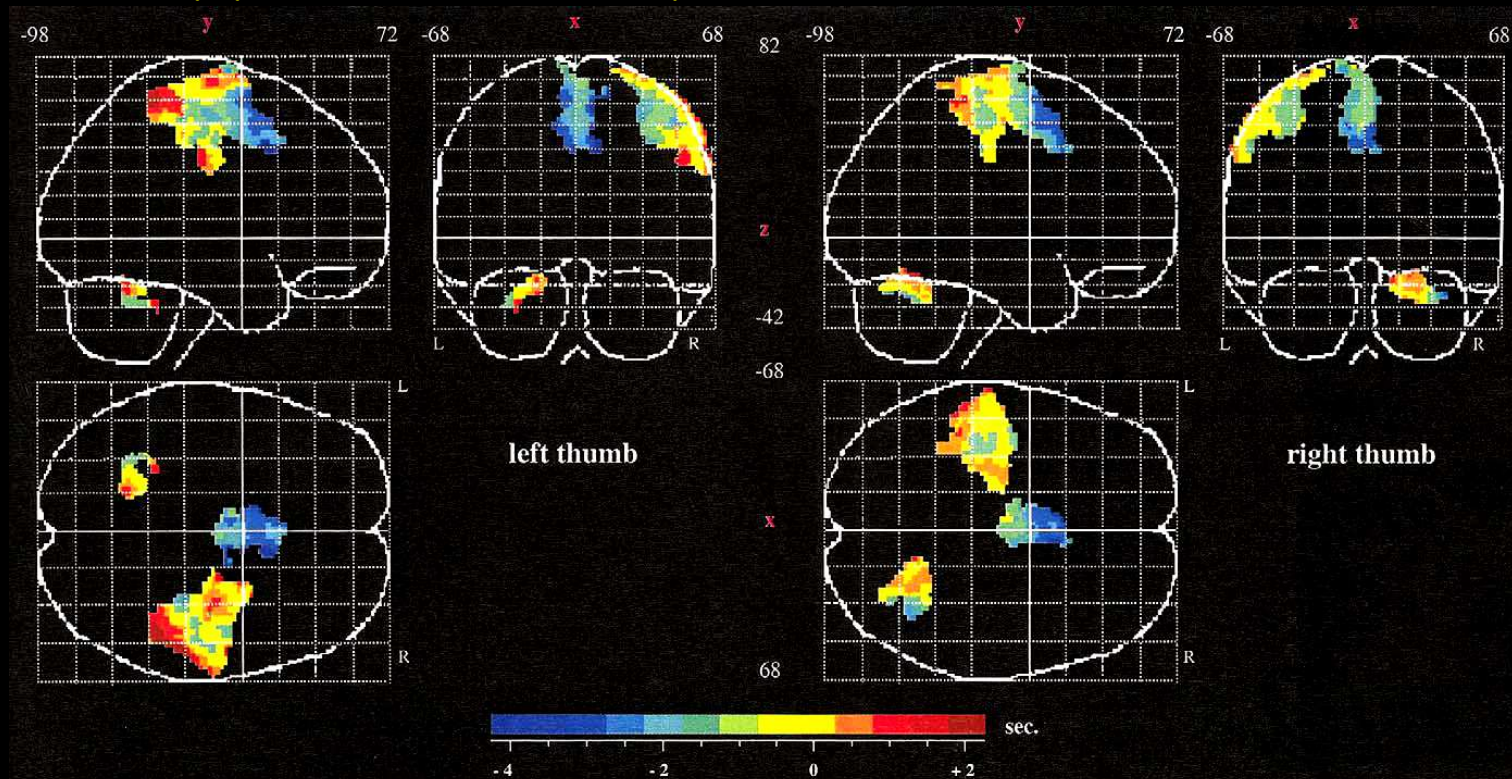 y x y x
-98 72 -68 68 82 -98 72 -68 68
z
-42
L R L R
-68
L L
left thumb right thumb
x
R R
68
sec.
- 4 - 2 0 + 2